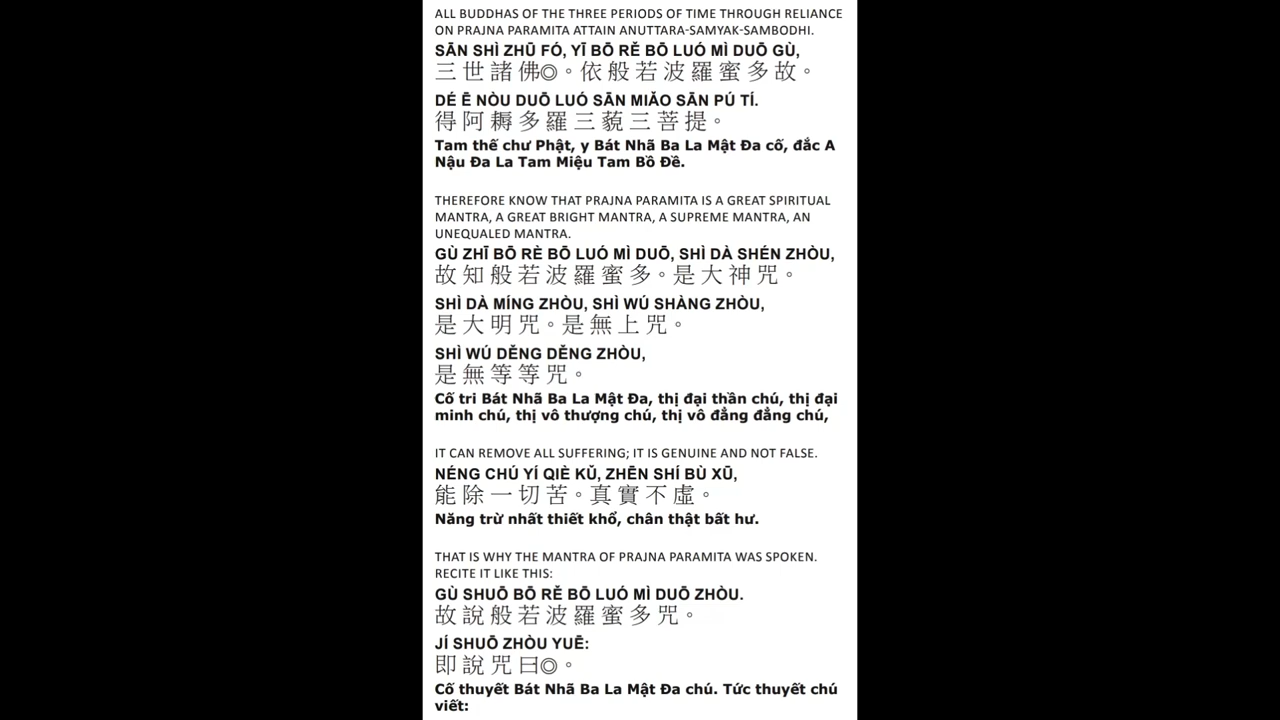 ALL BUDDHAS OF THE THREE PERIODS OF TIME THROUGH RELIANCE
ON PRAJNA PARAMITA ATTAIN ANUTTARA-SAMYAK-SAMBODHI.
SĀN SHÌ ZHŪ FÓ, YĪ BŌ RĚ BŌ LUÓ MÌ DUŌ GÙ,
三世諸佛◎。依般若波羅蜜多故。
DÉ Ē NÒU DUŌ LUÓ SĀN MIǍO SĀN PÚ TÍ.
得阿耨多羅三藐三菩提。
Tam thế chư Phật, y Bát Nhã Ba La Mật Đa cố, đắc A
Nậu Đa La Tam Miệu Tam Bồ Đề.
THEREFORE KNOW THAT PRAJNA PARAMITA IS A GREAT SPIRITUAL
MANTRA, A GREAT BRIGHT MANTRA, A SUPREME MANTRA, AN
UNEQUALED MANTRA.
GÙ ZHĪ BŌ RÈ BŌ LUÓ MÌ DUŌ, SHÌ DÀ SHÉN ZHÒU,
故知般若波羅蜜多。是大神咒。
SHÌ DÀ MÍNG ZHÒU, SHÌ WÚ SHÀNG ZHÒU,
是大明咒。是無上咒。
SHÌ WÚ DĚNG DĚNG ZHÒU,
是無等等咒。
Cố tri Bát Nhã Ba La Mật Đa, thị đại thần chú, thị đại
minh chú, thị vô thượng chú, thị vô đẳng đẳng chú,
IT CAN REMOVE ALL SUFFERING; IT IS GENUINE AND NOT FALSE.
NÉNG CHÚ YÍ QIÈ KǓ, ZHĒN SHÍ BÙ XŪ,
能除一切苦。真實不虛。
Năng trừ nhất thiết khổ, chân thật bất hư.
THAT IS WHY THE MANTRA OF PRAJNA PARAMITA WAS SPOKEN.
RECITE IT LIKE THIS:
GÙ SHUŌ BŌ RĚ BŌ LUÓ MÌ DUŌ ZHÒU.
故說般若波羅蜜多咒。
JÍ SHUŌ ZHÒU YUĒ:
即說咒曰◎。
Cố thuyết Bát Nhã Ba La Mật Đa chú. Tức thuyết chú
viết: